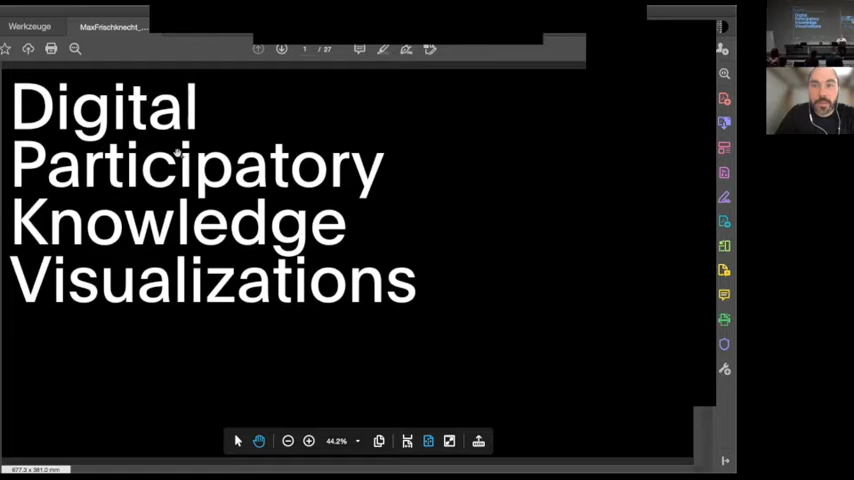 Werkzeuge
MaxFrischknecht_...
1 / 27
Digital
Participatory
Knowledge
Visualizations
44.2%
677.3 x 381.0 mm